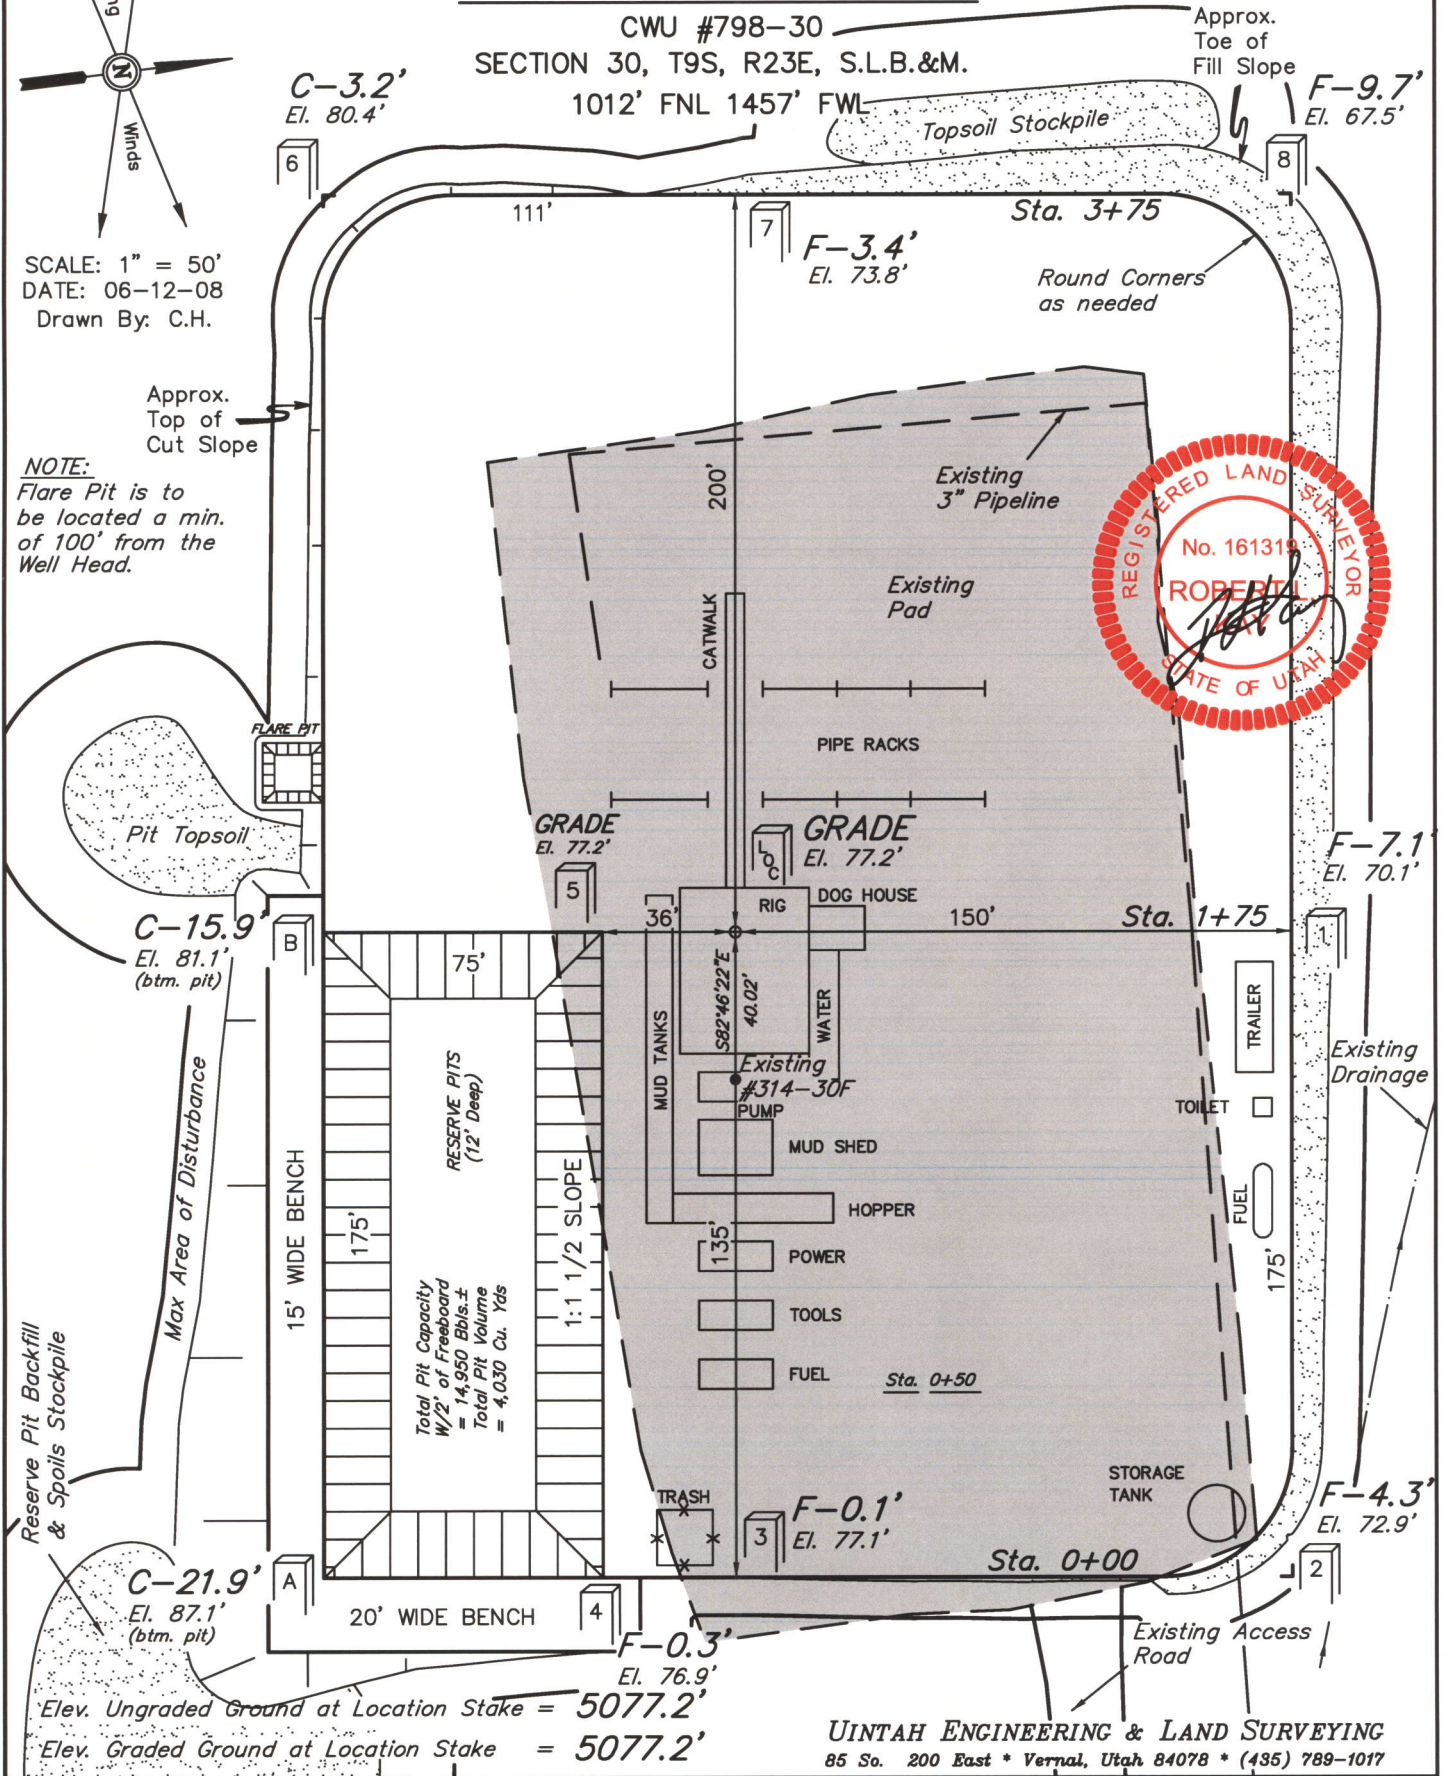 CWU #798-30
SECTION 30, T9S, R23E, S.L.B.&M.
1012' FNL 1457' FWL
Approx.
Toe of
Fill Slope
C-3.2'
El. 80.4'
F-9.7'
El. 67.5'
Topsoil Stockpile
N
Winds
6
8
111'
7
Sta. 3+75
F-3.4'
El. 73.8'
SCALE: 1" = 50'
DATE: 06-12-08
Drawn By: C.H.
Round Corners
as needed
Approx.
Top of
Cut Slope
NOTE:
Flare Pit is to
be located a min.
of 100' from the
Well Head.
200'
Existing
3" Pipeline
REGISTERED LAND SURVEYOR
No. 161319
ROBERT L.
KAY
STATE OF UTAH
Existing
Pad
CATWALK
FLARE PIT
PIPE RACKS
Pit Topsoil
GRADE
El. 77.2'
5
LOC
GRADE
El. 77.2'
F-7.1'
El. 70.1'
C-15.9'
El. 81.1'
(btm. pit)
B
36'
RIG
DOG HOUSE
150'
Sta. 1+75
1
75'
S82°46'22"E
40.02'
WATER
MUD TANKS
TRAILER
Existing
Drainage
Existing
#314-30F
PUMP
TOILET
Max Area of Disturbance
RESERVE PITS
(12' Deep)
MUD SHED
15' WIDE BENCH
175'
1:1 1/2 SLOPE
HOPPER
FUEL
135'
POWER
175'
Total Pit Capacity
W/2' of Freeboard
= 14,950 Bbls.±
Total Pit Volume
= 4,030 Cu. Yds
TOOLS
FUEL
Sta. 0+50
Reserve Pit Backfill
& Spoils Stockpile
STORAGE
TANK
TRASH
3
F-0.1'
El. 77.1'
F-4.3'
El. 72.9'
Sta. 0+00
2
C-21.9'
El. 87.1'
(btm. pit)
A
20' WIDE BENCH
4
F-0.3'
El. 76.9'
Existing Access
Road
Elev. Ungraded Ground at Location Stake = 5077.2'
Elev. Graded Ground at Location Stake = 5077.2'
UINTAH ENGINEERING & LAND SURVEYING
85 So. 200 East * Vernal, Utah 84078 * (435) 789-1017